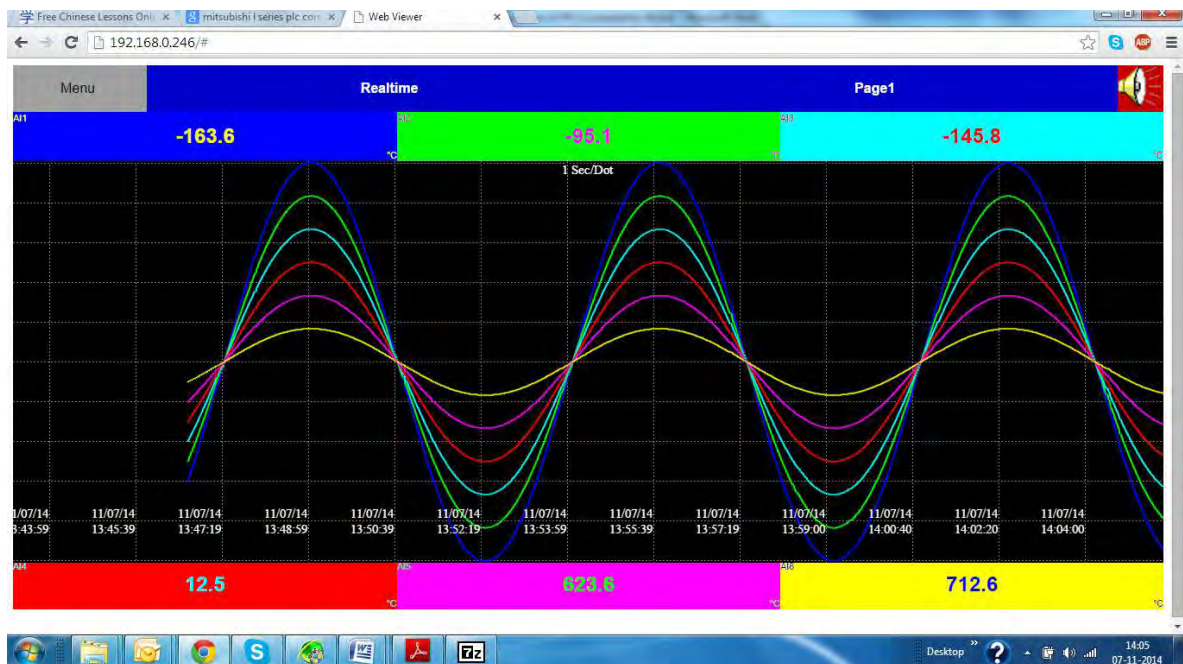 学 Free Chinese Lessons Onli
mitsubishi l series plc con
Web Viewer
192.168.0.246/#
ABP
Menu
Realtime
Page1
AI1
-163.6
°C
-95.1
AI3
-145.8
°C
1 Sec/Dot
1/07/14 11/07/14 11/07/14 11/07/14 11/07/14 11/07/14 11/07/14 11/07/14 11/07/14 11/07/14 11/07/14 11/07/14 11/07/14
3:43:59 13:45:39 13:47:19 13:48:59 13:50:39 13:52:19 13:53:59 13:55:39 13:57:19 13:59:00 14:00:40 14:02:20 14:04:00
AI4
12.5
°C
AI5
623.6
°C
AI6
712.6
°C
7z
Desktop
14:05
07-11-2014